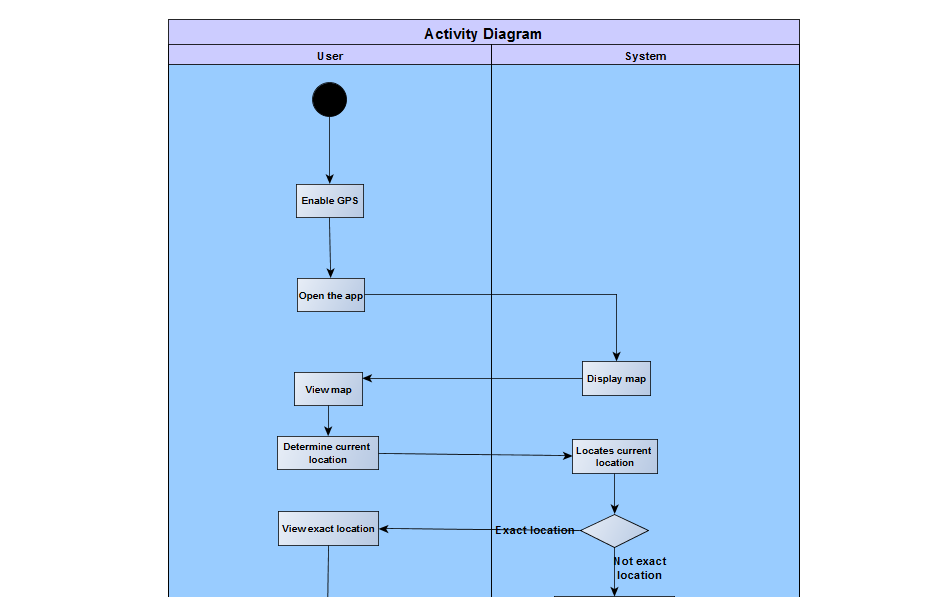 Activity Diagram
User
System
Enable GPS
Open the app
Display map
View map
Determine current
location
Locates current
location
View exact location
Exact location
Not exact
location